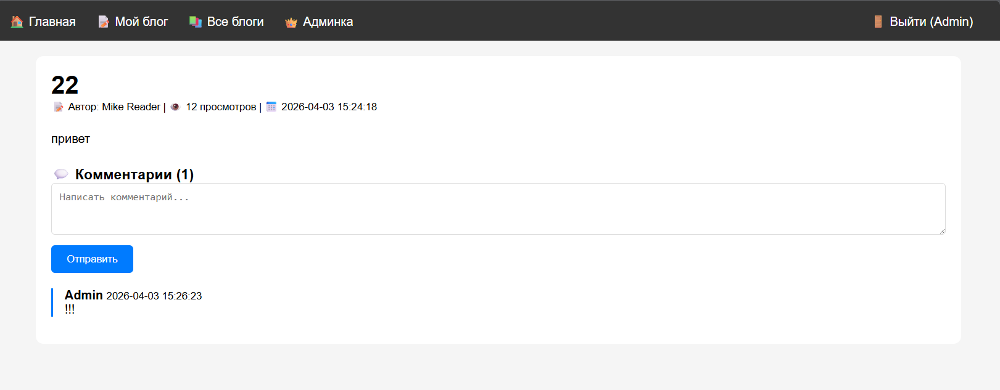 Главная Мой блог Все блоги Админка Выйти (Admin)
22
Автор: Mike Reader | 12 просмотров | 2026-04-03 15:24:18
привет
Комментарии (1)
Написать комментарий...
Отправить
Admin 2026-04-03 15:26:23
!!!